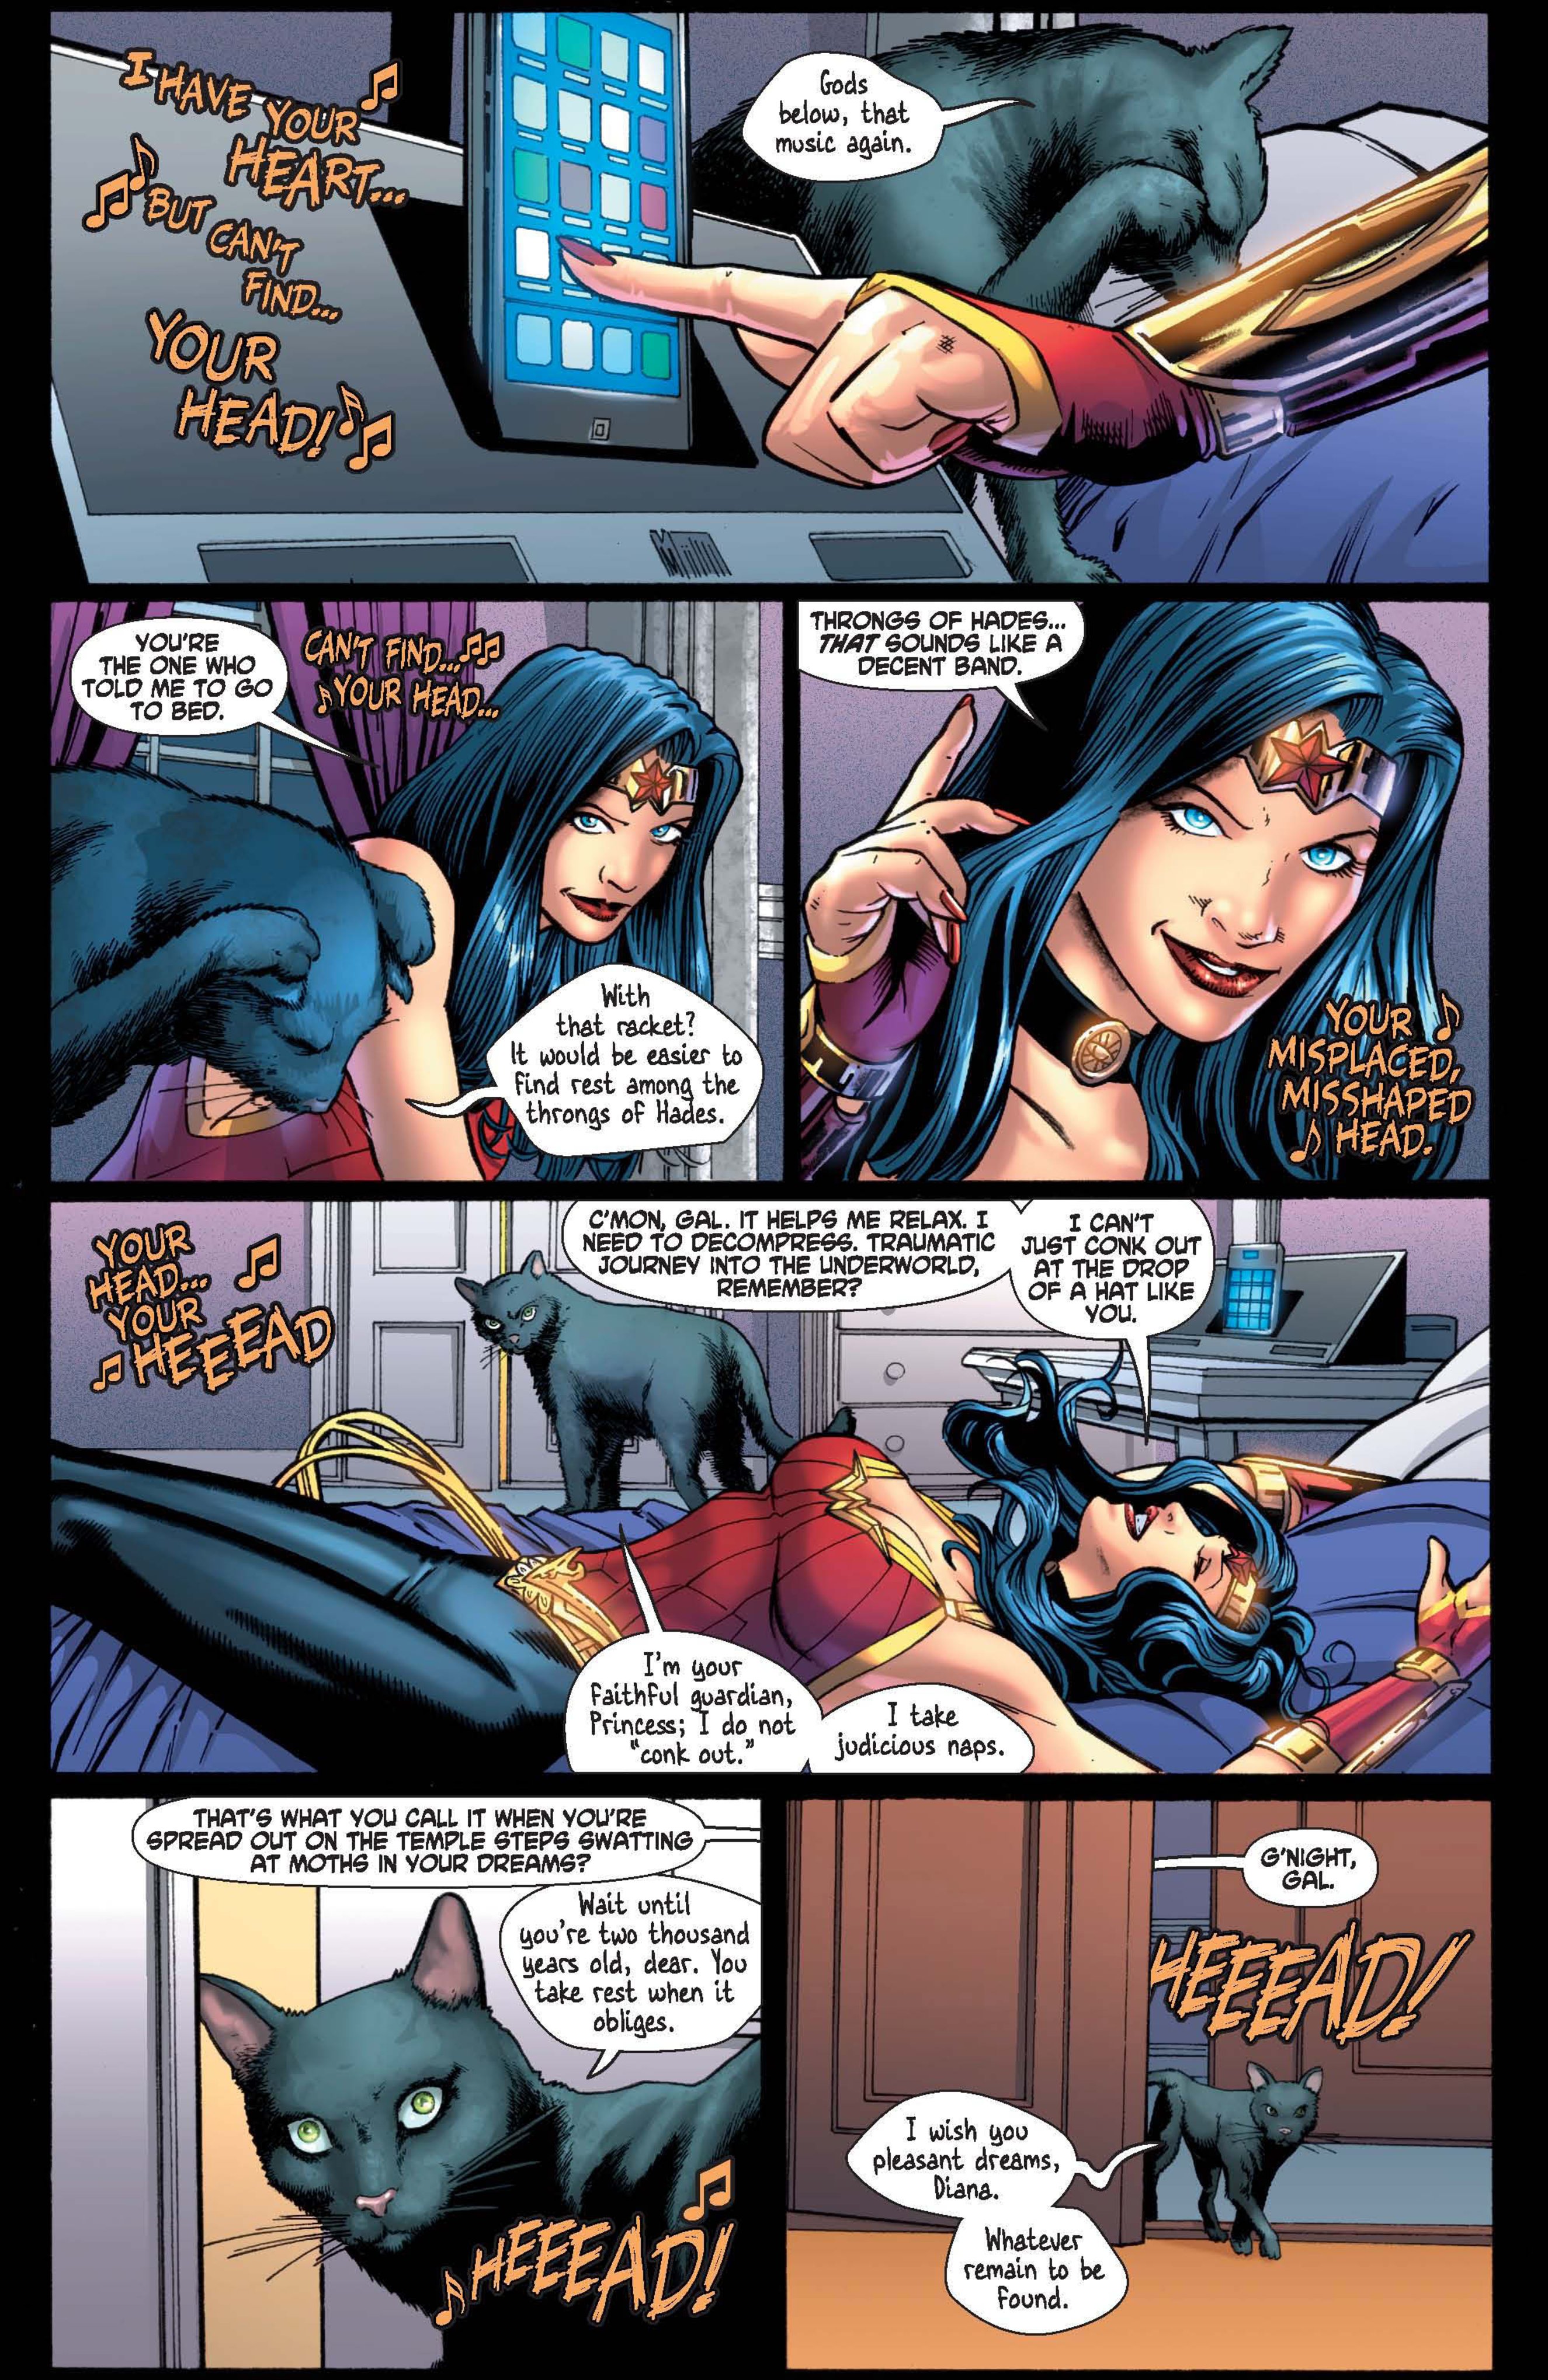 I HAVE YOUR
HEART...
BUT CAN'T
FIND...
YOUR
HEAD!
Gods
below, that
music again.
YOU'RE
THE ONE WHO
TOLD ME TO GO
TO BED.
CAN'T FIND...
YOUR HEAD...
With
that racket?
It would be easier to
find rest among the
throngs of Hades.
THRONGS OF HADES...
THAT SOUNDS LIKE A
DECENT BAND.
YOUR
MISPLACED,
MISSHAPED
HEAD.
YOUR
HEAD...
YOUR
HEEEAD
C'MON, GAL. IT HELPS ME RELAX. I
NEED TO DECOMPRESS. TRAUMATIC
JOURNEY INTO THE UNDERWORLD,
REMEMBER?
I CAN'T
JUST CONK OUT
AT THE DROP
OF A HAT LIKE
YOU.
I'm your
faithful guardian,
Princess; I do not
"conk out."
I take
judicious naps.
THAT'S WHAT YOU CALL IT WHEN YOU'RE
SPREAD OUT ON THE TEMPLE STEPS SWATTING
AT MOTHS IN YOUR DREAMS?
Wait until
you're two thousand
years old, dear. You
take rest when it
obliges.
HEEEAD!
G'NIGHT,
GAL.
HEEEAD!
I wish you
pleasant dreams,
Diana.
Whatever
remain to be
found.